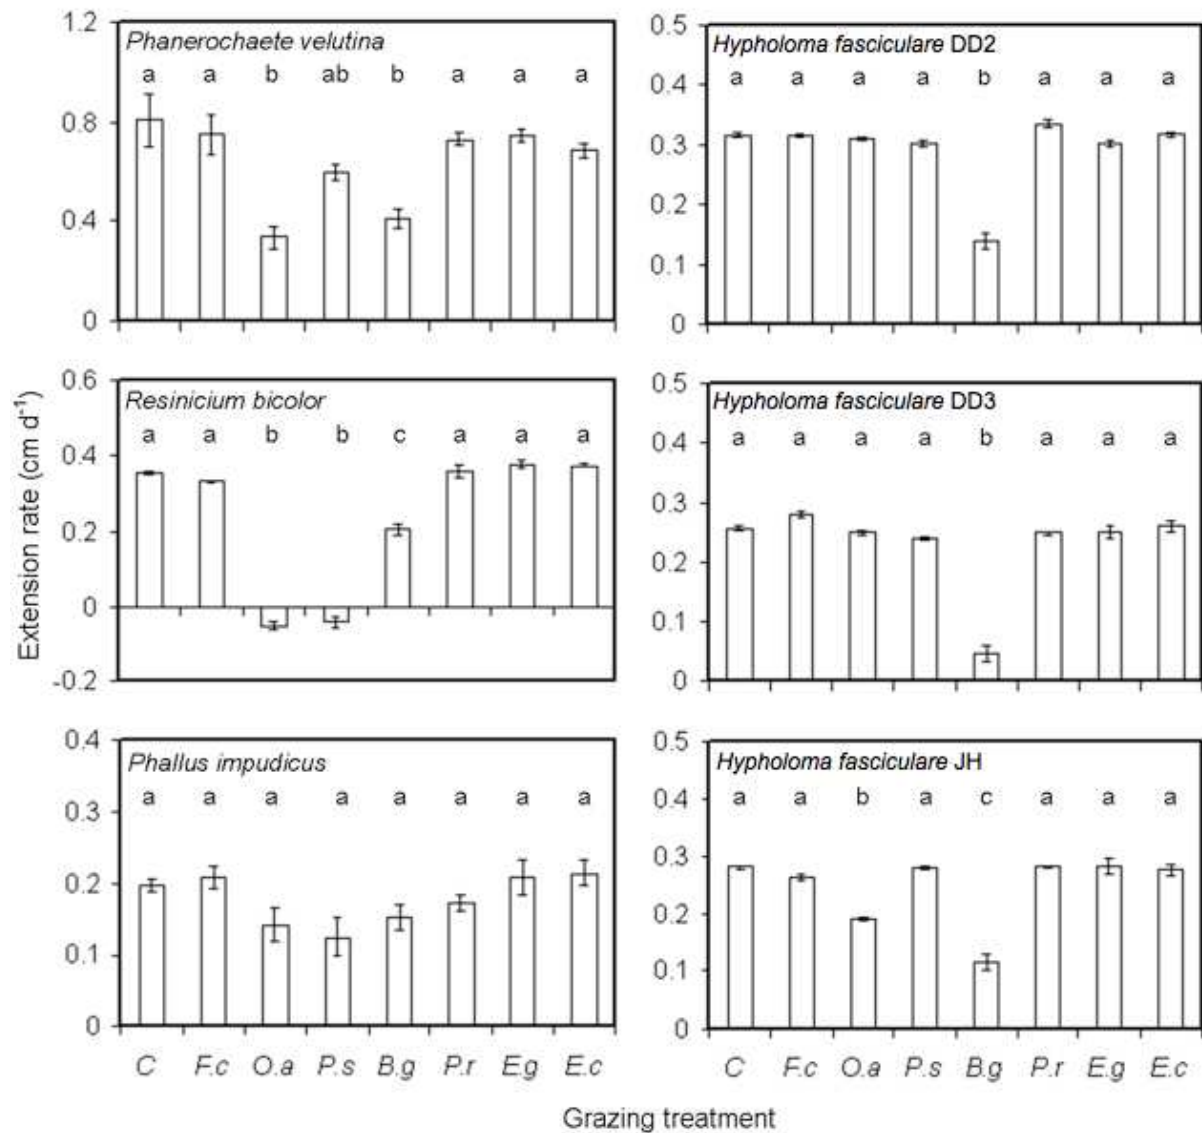 Extension rate (cm d⁻¹)
Phanerochaete velutina
a a b ab b a a a
1.2
0.8
0.4
0
Hypholoma fasciculare DD2
a a a a b a a a
0.5
0.4
0.3
0.2
0.1
0
Resinicium bicolor
a a b b c a a a
0.6
0.4
0.2
0
-0.2
Hypholoma fasciculare DD3
a a a a b a a a
0.5
0.4
0.3
0.2
0.1
0
Phallus impudicus
a a a a a a a a
0.4
0.3
0.2
0.1
0
C F.c O.a P.s B.g P.r E.g E.c
Hypholoma fasciculare JH
a a b a c a a a
0.5
0.4
0.3
0.2
0.1
0
C F.c O.a P.s B.g P.r E.g E.c
Grazing treatment